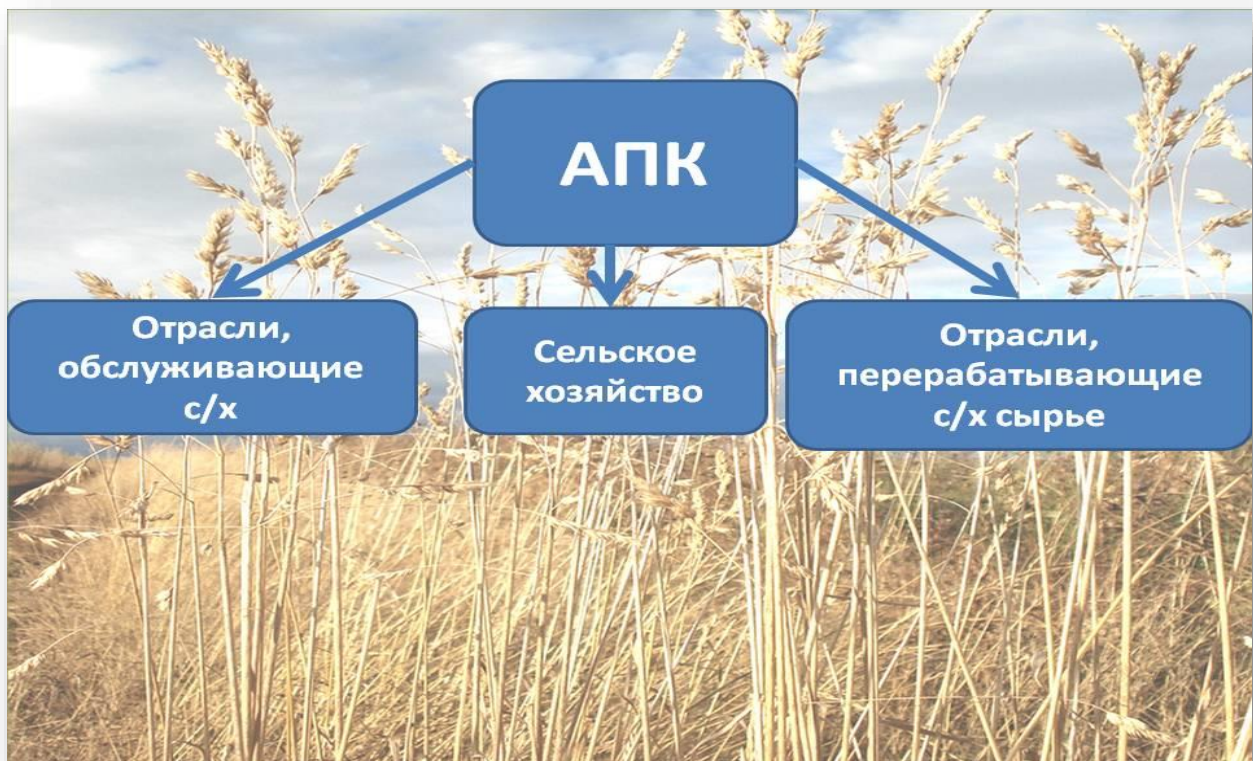 АПК
Отрасли,
обслуживающие
с/х
Сельское
хозяйство
Отрасли,
перерабатывающие
с/х сырье